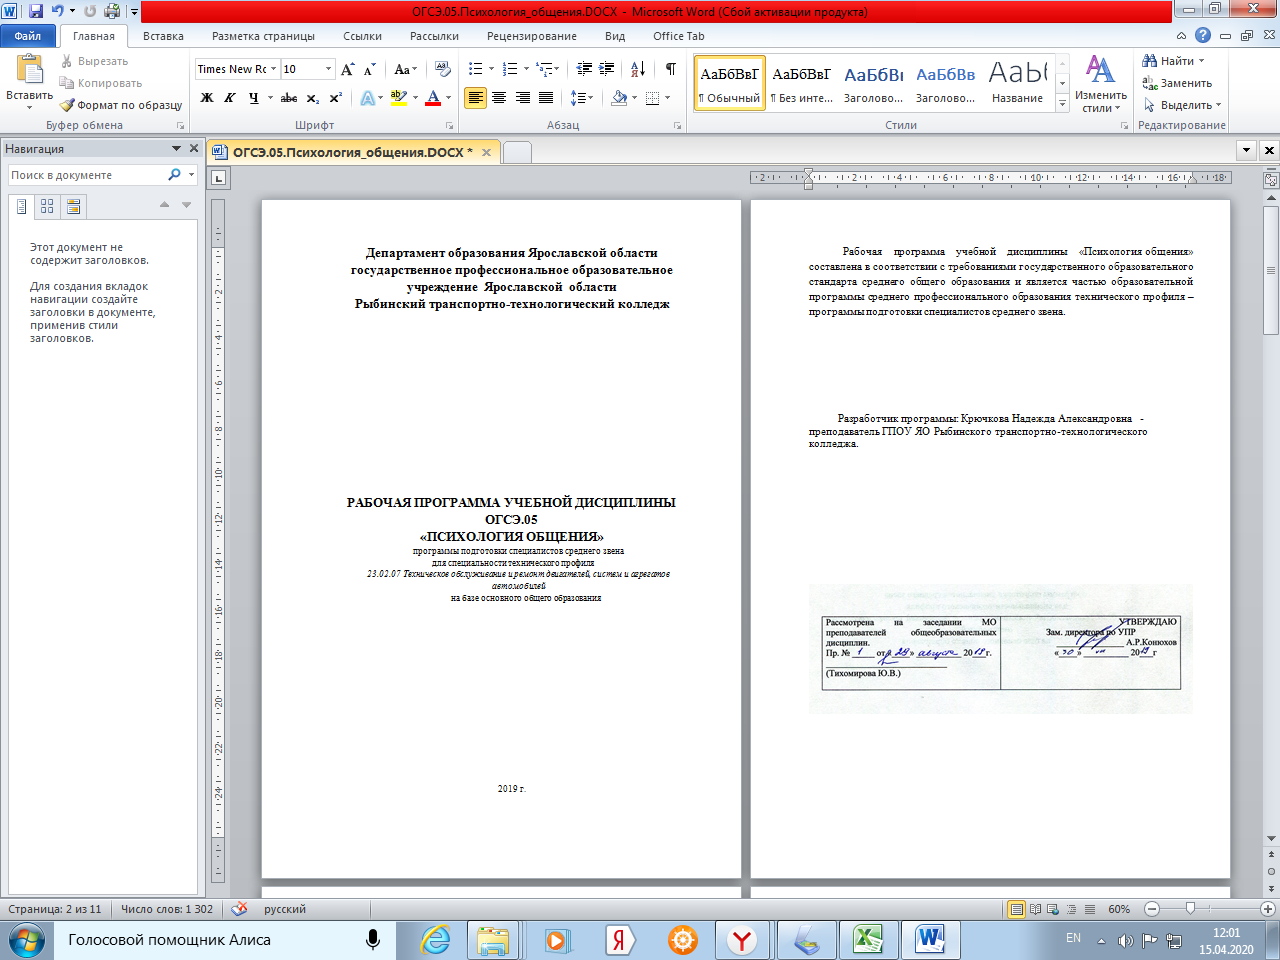 ОГСЭ.05.Психология_общения.DOCX - Microsoft Word (Сбой активации продукта)
Файл Главная Вставка Разметка страницы Ссылки Рассылки Рецензирование Вид Office Tab
Вставить
Вырезать
Копировать
Формат по образцу
Буфер обмена
Times New Rc 10
Шрифт
Абзац
АаБбВвГ АаБбВвГ АаБбВı АаБбВв АаЬ
¶ Обычный ¶ Без инте... Заголово... Заголово... Название
Изменить стили
Стили
Найти
Заменить
Выделить
Редактирование
Навигация
Поиск в документе
Этот документ не
содержит заголовков.
Для создания вкладок
навигации создайте
заголовки в документе,
применив стили
заголовков.
ОГСЭ.05.Психология_общения.DOCX *
Департамент образования Ярославской области
государственное профессиональное образовательное
учреждение Ярославской области
Рыбинский транспортно-технологический колледж
РАБОЧАЯ ПРОГРАММА УЧЕБНОЙ ДИСЦИПЛИНЫ
ОГСЭ.05
«ПСИХОЛОГИЯ ОБЩЕНИЯ»
программы подготовки специалистов среднего звена
для специальности технического профиля
23.02.07 Техническое обслуживание и ремонт двигателей, систем и агрегатов
автомобилей
на базе основного общего образования
2019 г.
Рабочая программа учебной дисциплины «Психология общения»
составлена в соответствии с требованиями государственного образовательного
стандарта среднего общего образования и является частью образовательной
программы среднего профессионального образования технического профиля –
программы подготовки специалистов среднего звена.
Разработчик программы: Крючкова Надежда Александровна -
преподаватель ГПОУ ЯО Рыбинского транспортно-технологического
колледжа.
Рассмотрена на заседании МО
преподавателей общеобразовательных
дисциплин.
Пр. № 1 от «29» августа 2019 г.
(Тихомирова Ю.В.)
УТВЕРЖДАЮ
Зам. директора по УПР
А.Р.Конюхов
«30» 2019 г
Страница: 2 из 11 Число слов: 1 302 русский 60%
Голосовой помощник Алиса
EN
12:01
15.04.2020